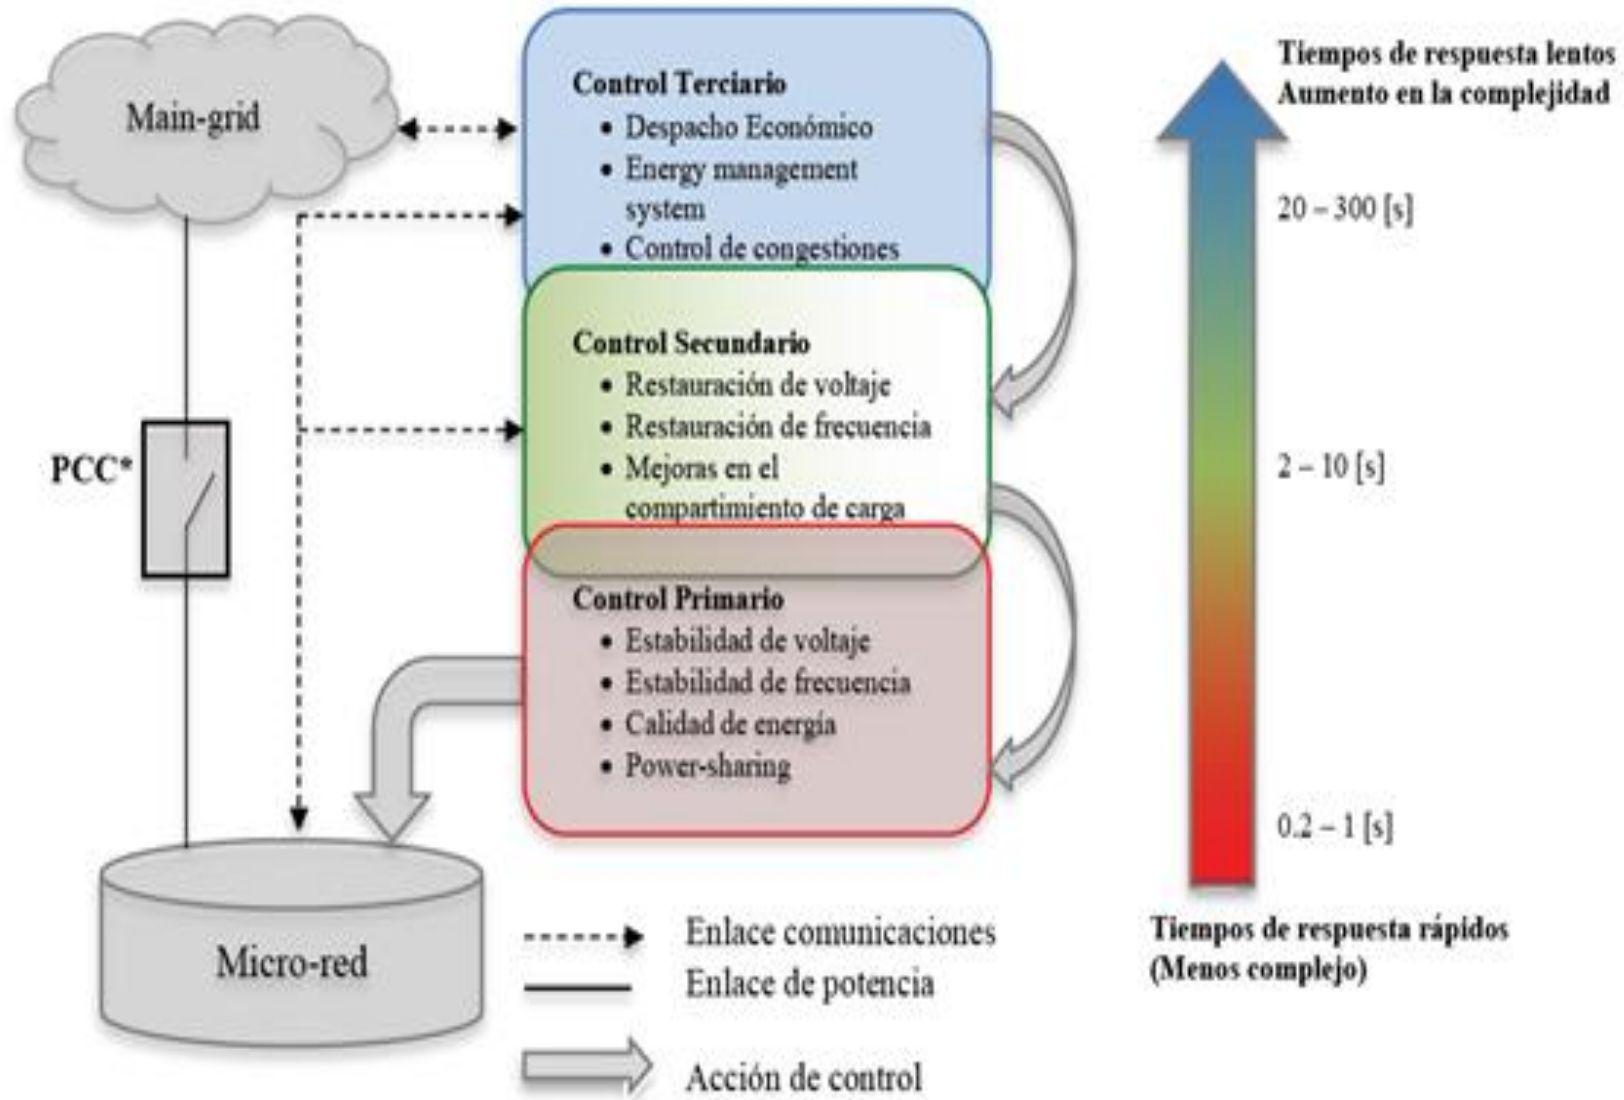 Main-grid
PCC*
Micro-red
Control Terciario
• Despacho Económico
• Energy management
system
• Control de congestiones
Control Secundario
• Restauración de voltaje
• Restauración de frecuencia
• Mejoras en el
compartimiento de carga
Control Primario
• Estabilidad de voltaje
• Estabilidad de frecuencia
• Calidad de energía
• Power-sharing
Tiempos de respuesta lentos
Aumento en la complejidad
20 – 300 [s]
2 – 10 [s]
0.2 – 1 [s]
Tiempos de respuesta rápidos
(Menos complejo)
Enlace comunicaciones
Enlace de potencia
Acción de control